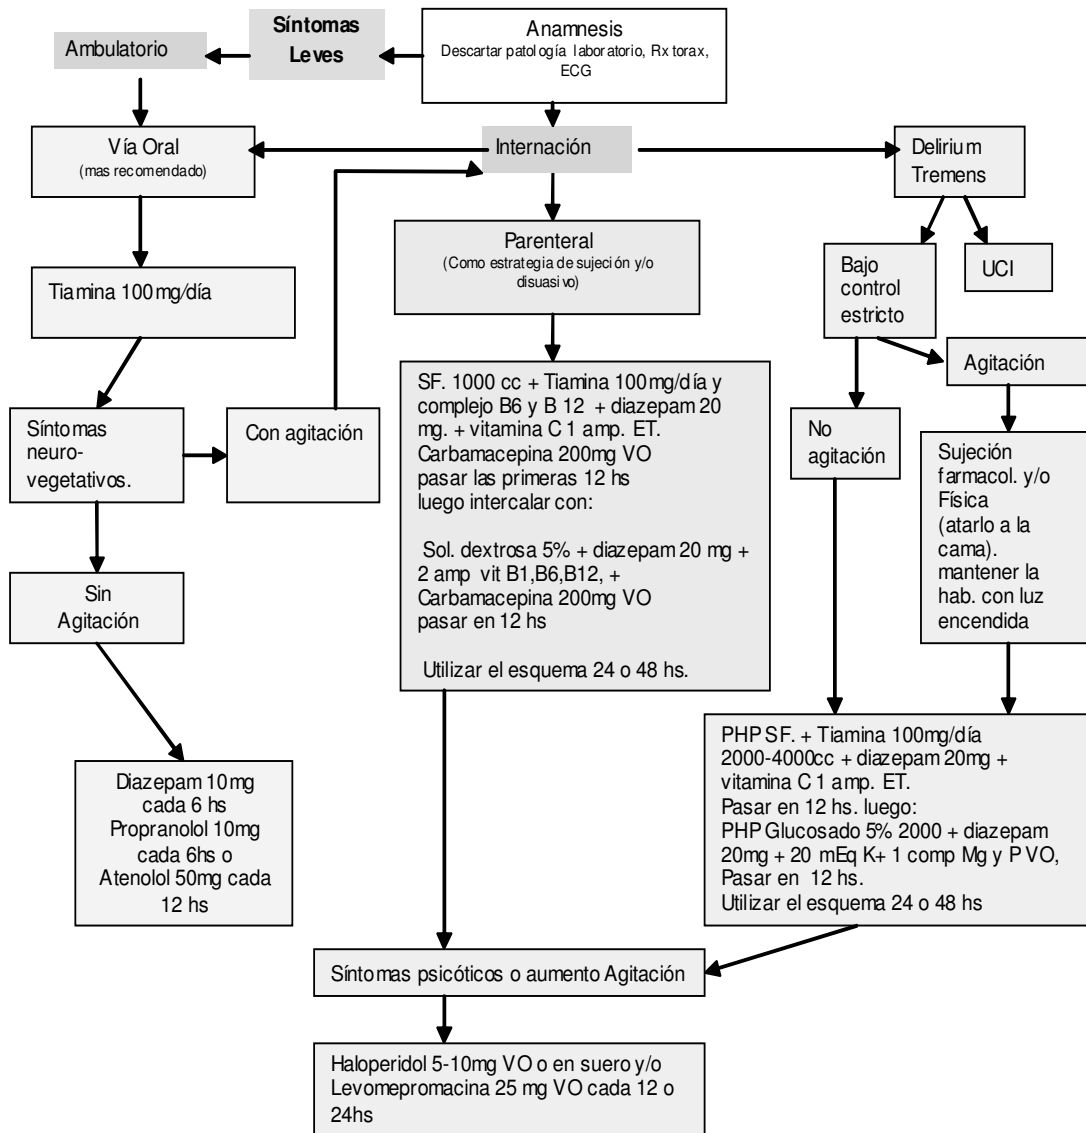 Anamnesis
Descartar patología laboratorio, Rx torax,
ECG
Síntomas
Leves
Ambulatorio
Vía Oral
(mas recomendado)
Internación
Delirium
Tremens
Parenteral
(Como estrategia de sujeción y/o
disuasivo)
Bajo
control
estricto
UCI
Tiamina 100mg/día
Agitación
SF. 1000 cc + Tiamina 100mg/día y
complejo B6 y B 12 + diazepam 20
mg. + vitamina C 1 amp. ET.
Carbamacepina 200mg VO
pasar las primeras 12 hs
luego intercalar con:
Sol. dextrosa 5% + diazepam 20 mg +
2 amp vit B1,B6,B12, +
Carbamacepina 200mg VO
pasar en 12 hs
Utilizar el esquema 24 o 48 hs.
Síntomas
neuro-
vegetativos.
Con agitación
No
agitación
Sujeción
farmacol. y/o
Física
(atarlo a la
cama).
mantener la
hab. con luz
encendida
Sin
Agitación
Diazepam 10mg
cada 6 hs
Propranolol 10mg
cada 6hs o
Atenolol 50mg cada
12 hs
PHP SF. + Tiamina 100mg/día
2000-4000cc + diazepam 20mg +
vitamina C 1 amp. ET.
Pasar en 12 hs. luego:
PHP Glucosado 5% 2000 + diazepam
20mg + 20 mEq K+ 1 comp Mg y P VO,
Pasar en 12 hs.
Utilizar el esquema 24 o 48 hs
Síntomas psicóticos o aumento Agitación
Haloperidol 5-10mg VO o en suero y/o
Levomepromacina 25 mg VO cada 12 o
24hs